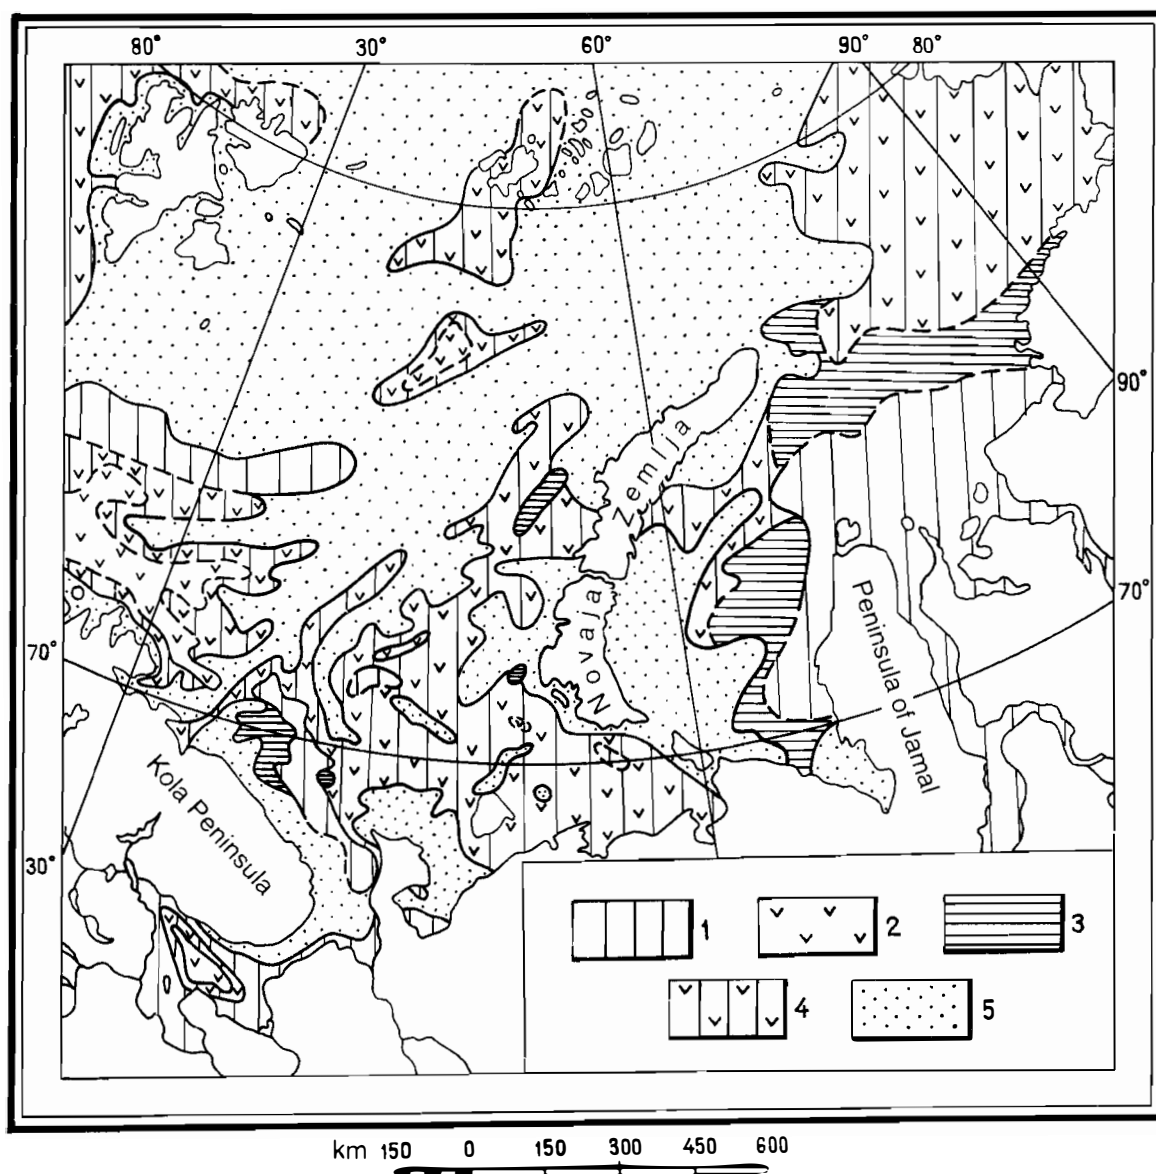 80° 30° 60° 90° 80°
90°
Zemlja
Novaja
Peninsula of Jamal
70°
70°
Kola Peninsula
30°
1 2 3
4 5
km 150 0 150 300 450 600